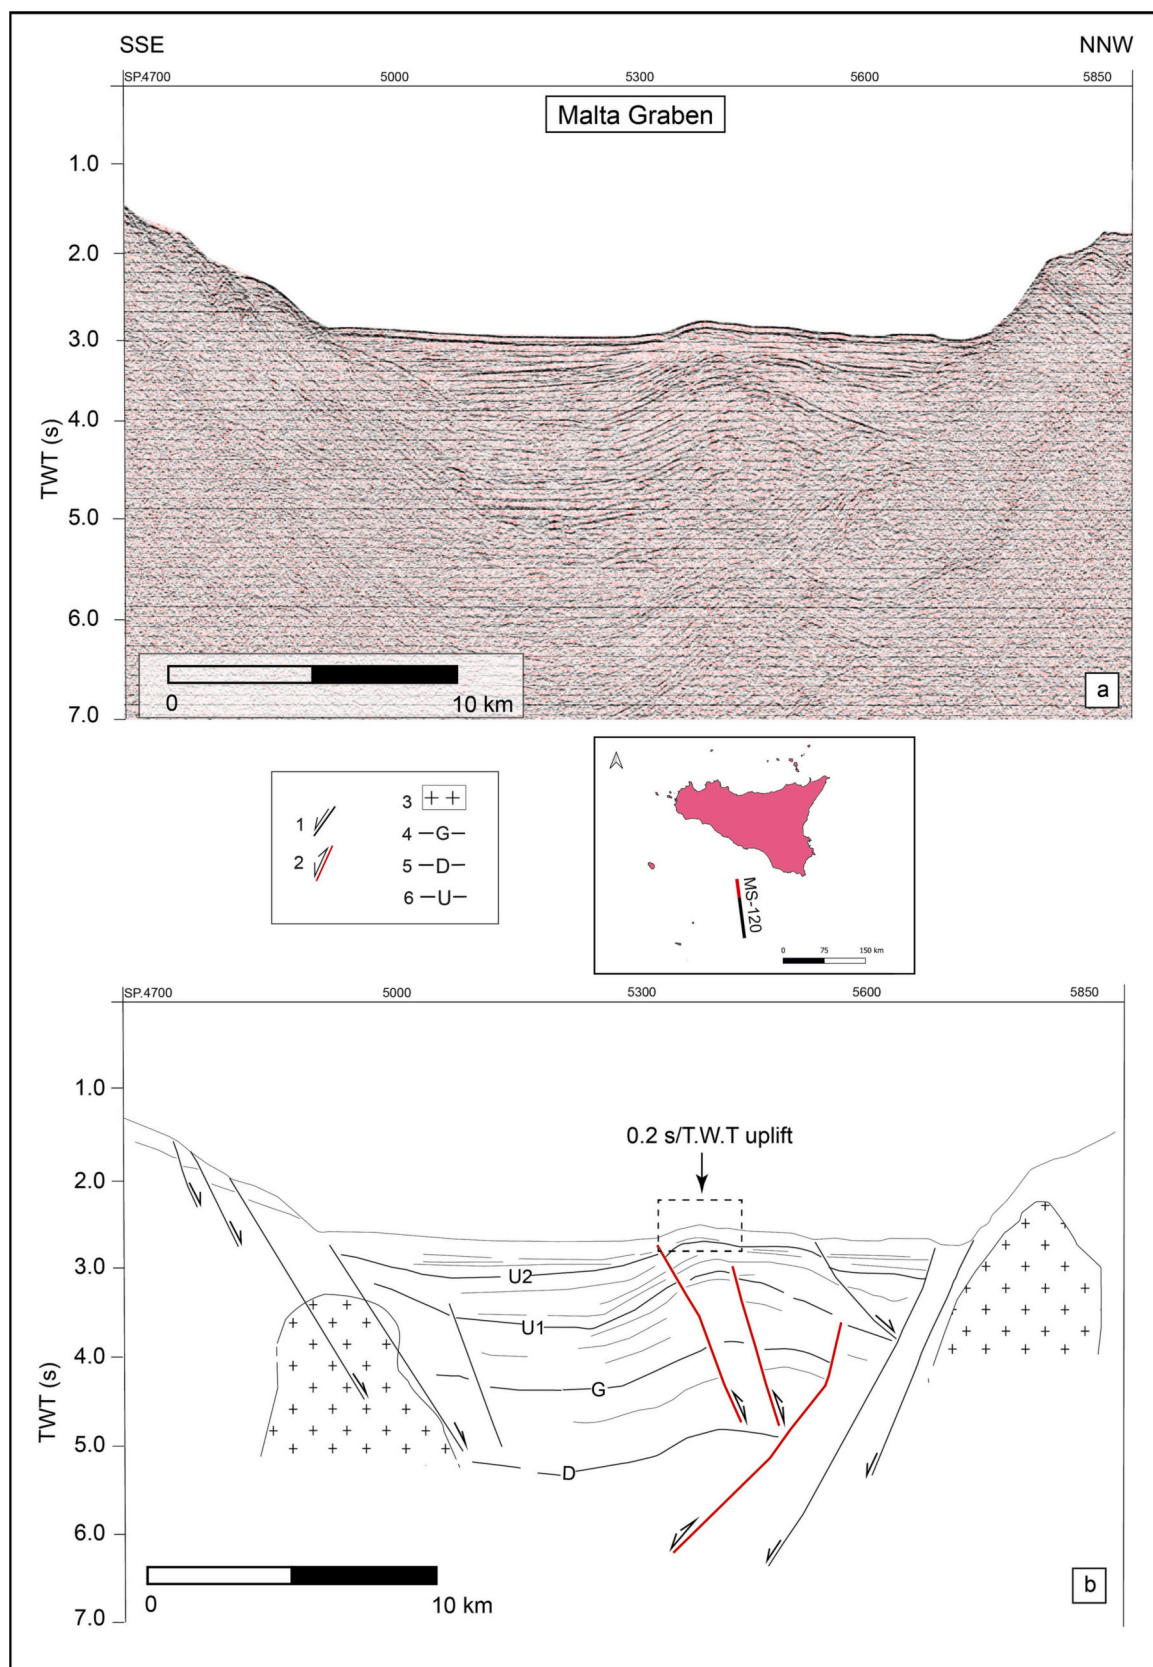 SSE NNW
SP.4700 5000 5300 5600 5850
Malta Graben
1.0
2.0
3.0
4.0
5.0
6.0
7.0
TWT (s)
0 10 km
a
1
2
3 + +
4 —G—
5 —D—
6 —U—
MS-120
0 75 150 km
SP.4700 5000 5300 5600 5850
0.2 s/T.W.T uplift
1.0
2.0
3.0
4.0
5.0
6.0
7.0
TWT (s)
U2
U1
G
D
0 10 km
b